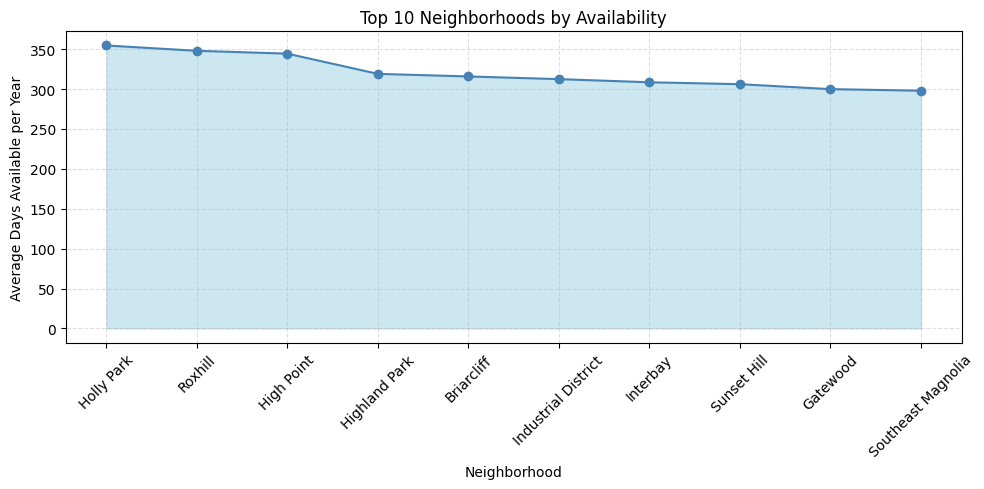 Top 10 Neighborhoods by Availability
Average Days Available per Year
350
300
250
200
150
100
50
0
Holly Park
Roxhill
High Point
Highland Park
Briarcliff
Industrial District
Interbay
Sunset Hill
Gatewood
Southeast Magnolia
Neighborhood